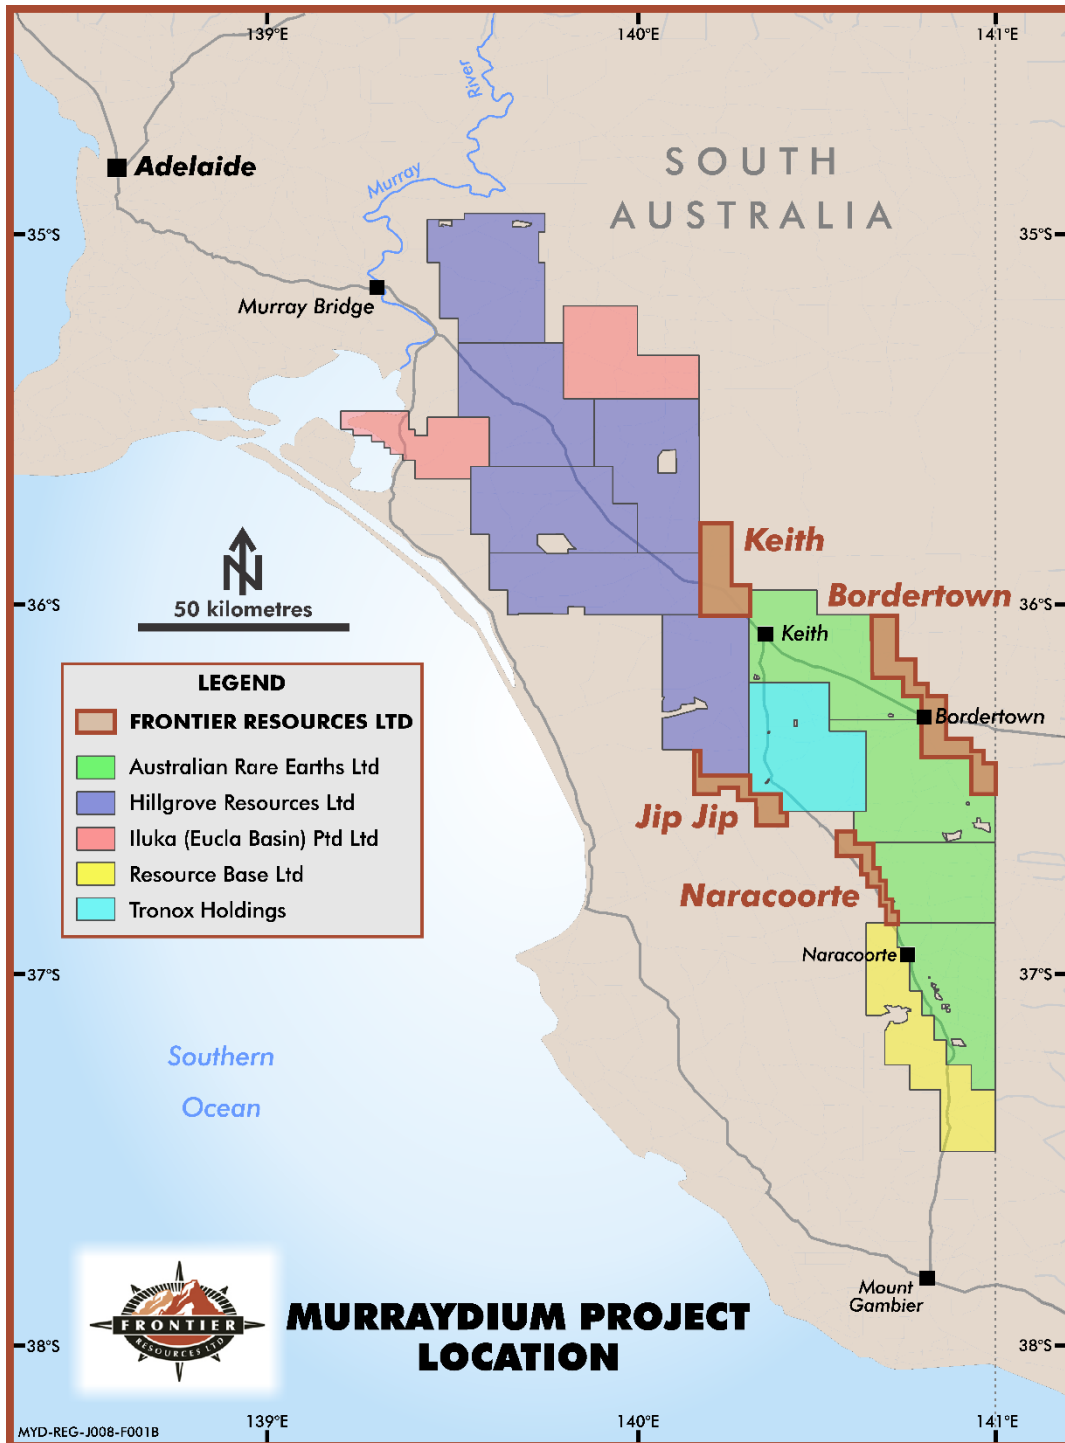 139°E
140°E
141°E
River
Murray
Adelaide
SOUTH
AUSTRALIA
35°S
35°S
Murray Bridge
Keith
Bordertown
50 kilometres
36°S
36°S
Keith
Bordertown
LEGEND
FRONTIER RESOURCES LTD
Australian Rare Earths Ltd
Hillgrove Resources Ltd
Iluka (Eucla Basin) Ptd Ltd
Resource Base Ltd
Tronox Holdings
Jip Jip
Naracoorte
Naracoorte
37°S
37°S
Southern
Ocean
Mount
Gambier
FRONTIER
RESOURCES LTD
MURRAYDIUM PROJECT
LOCATION
38°S
38°S
139°E
140°E
141°E
MYD-REG-J008-F001B
N